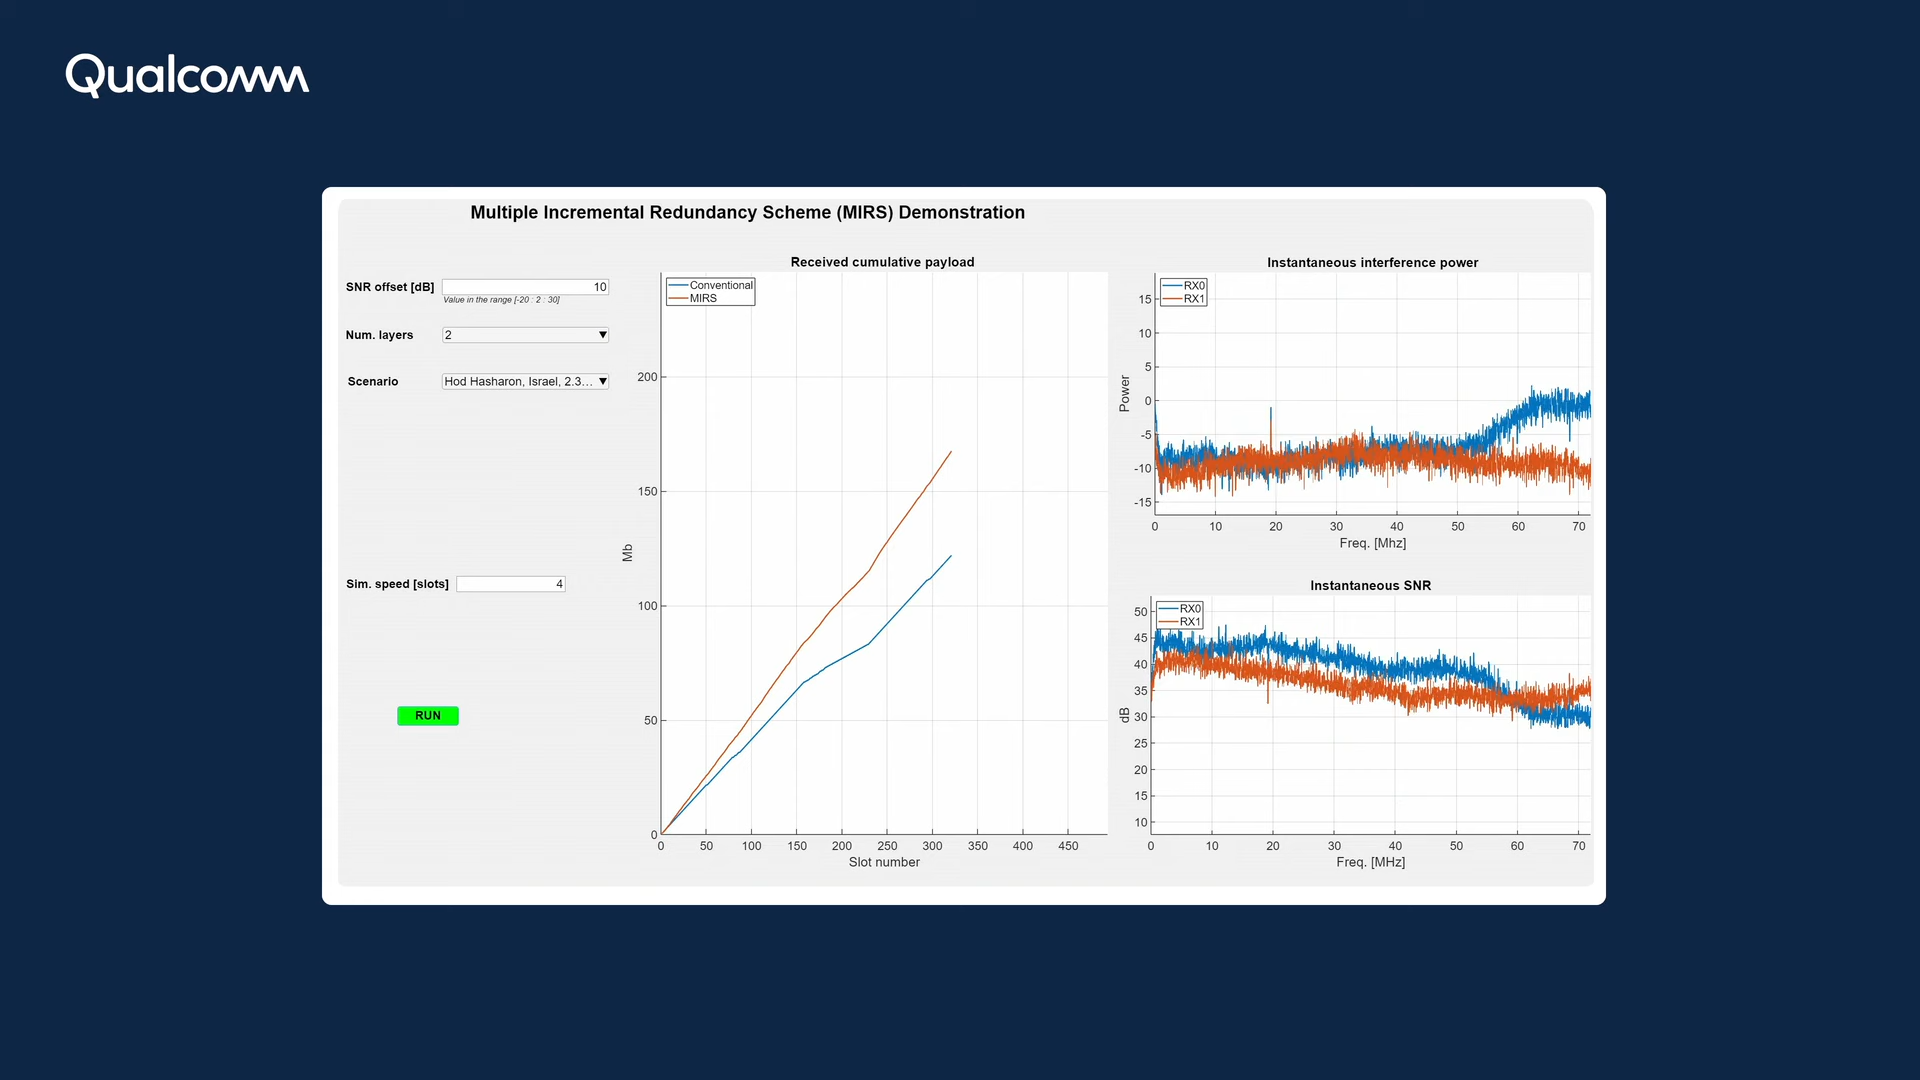 Qualcomm
Multiple Incremental Redundancy Scheme (MIRS) Demonstration
SNR offset [dB] 10
Value in the range [-20 : 2 : 30]
Num. layers 2
Scenario Hod Hasharon, Israel, 2.3...
Sim. speed [slots] 4
RUN
Received cumulative payload
Conventional
MIRS
200
150
100
50
0
Mb
0 50 100 150 200 250 300 350 400 450
Slot number
Instantaneous interference power
RX0
RX1
15
10
5
0
-5
-10
-15
Power
0 10 20 30 40 50 60 70
Freq. [Mhz]
Instantaneous SNR
RX0
RX1
50
45
40
35
30
25
20
15
10
dB
0 10 20 30 40 50 60 70
Freq. [MHz]